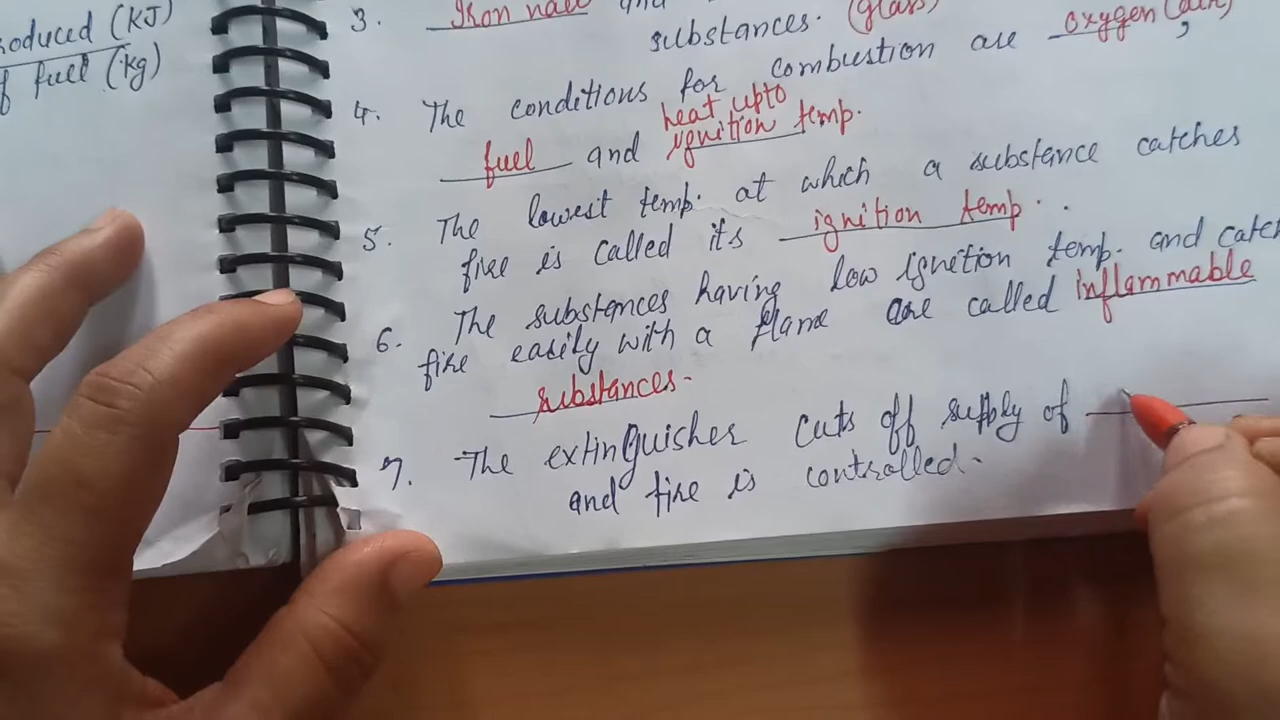 roduced (KJ)
f fuel (kg)
3. Iron nail and
substances. (glass)
4. The conditions for combustion are oxygen (air),
fuel and heat upto ignition temp.
5. The lowest temp. at which a substance catches
fire is called its ignition temp.
6. The substances having low ignetion temp. and catch
fire easily with a flame are called inflammable
substances.
7. The extinguisher cuts off supply of
and fire is controlled.